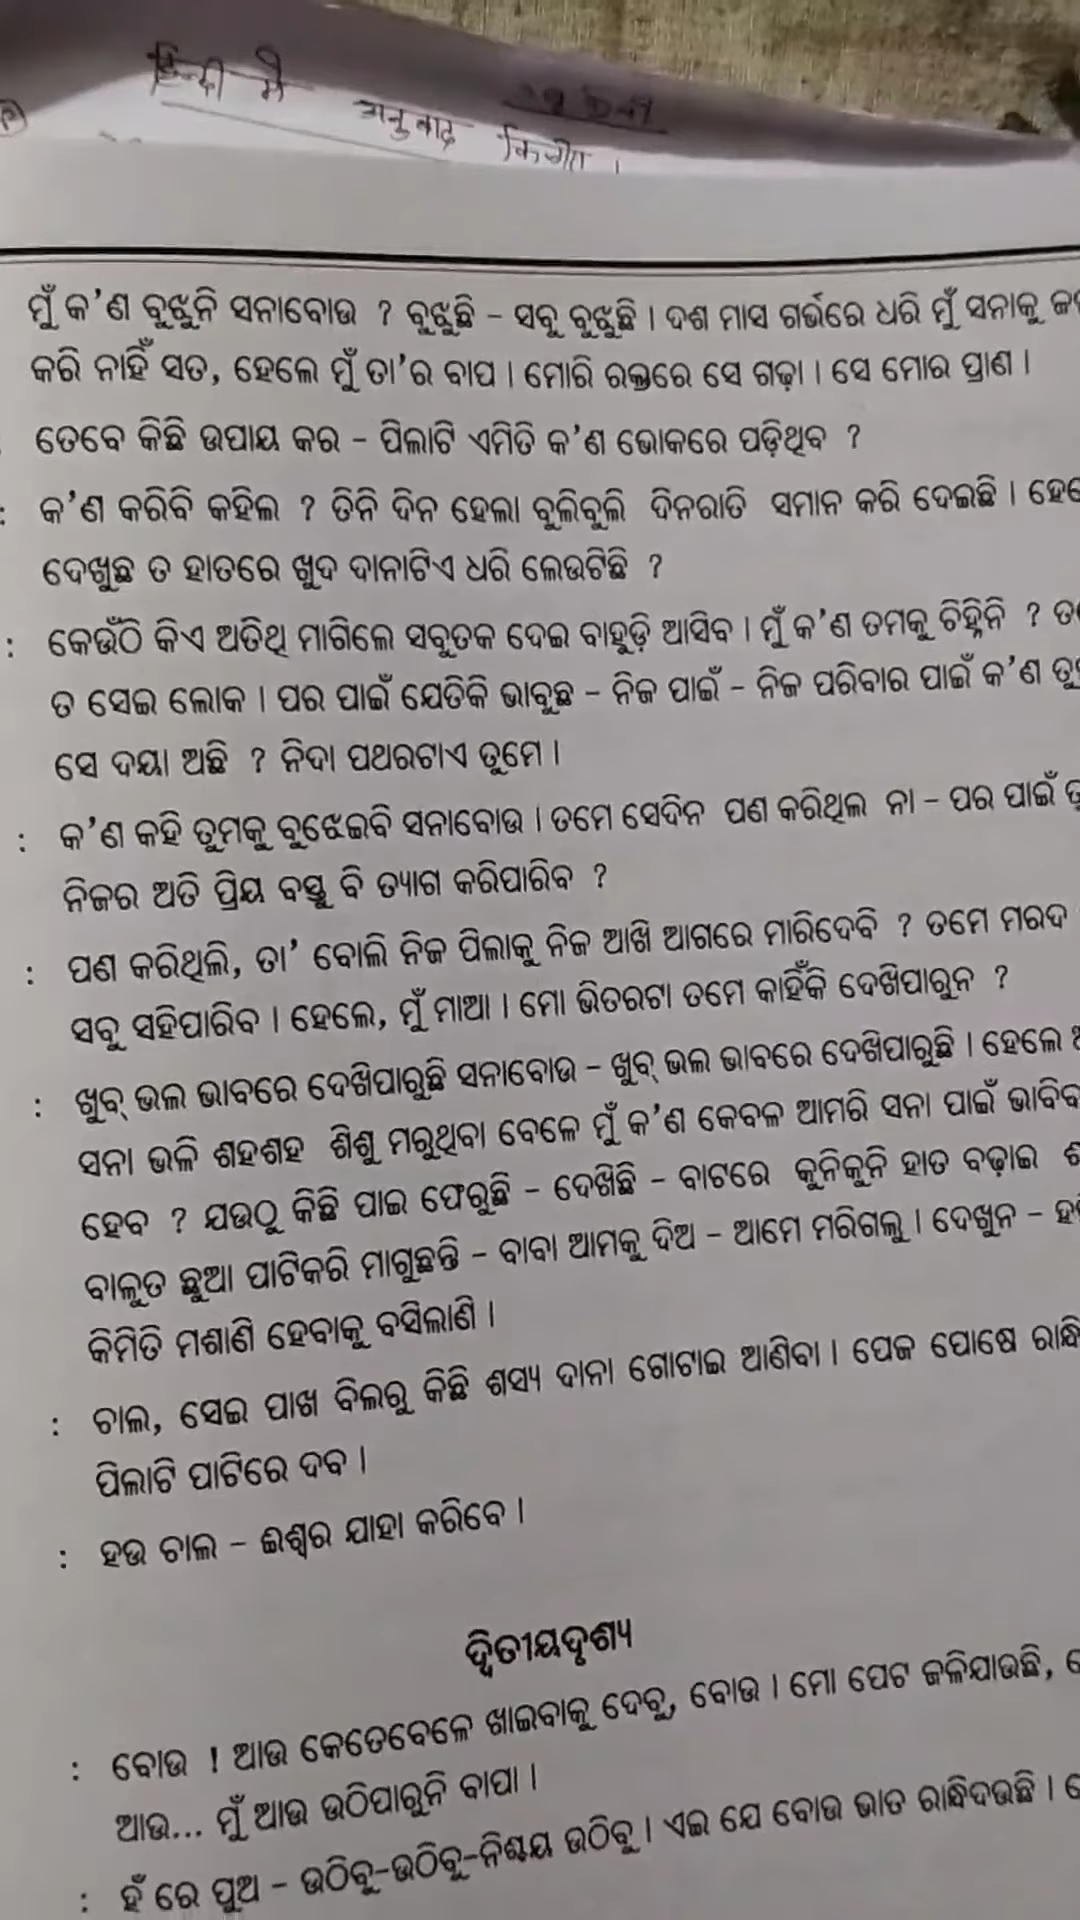 हिन्दी में अनुवाद किजीए ।
ମୁଁ କ'ଣ ବୁଝୁନି ସନାବୋଉ ? ବୁଝୁଛି – ସବୁ ବୁଝୁଛି । ଦଶ ମାସ ଗର୍ଭରେ ଧରି ମୁଁ ସନାକୁ
କରି ନାହିଁ ସତ, ହେଲେ ମୁଁ ତା'ର ବାପ । ମୋରି ରକ୍ତରେ ସେ ଗଢ଼ା । ସେ ମୋର ପ୍ରାଣ ।
ତେବେ କିଛି ଉପାୟ କର – ପିଲାଟି ଏମିତି କ'ଣ ଭୋକରେ ପଡ଼ିଥିବ ?
: କ'ଣ କରିବି କହିଲ ? ତିନି ଦିନ ହେଲା ବୁଲିବୁଲି ଦିନରାତି ସମାନ କରି ଦେଇଛି ।
ଦେଖୁଛ ତ ହାତରେ ଖୁଦ ଦାନାଟିଏ ଧରି ଲେଉଟିଛି ?
: କେଉଁଠି କିଏ ଅତିଥି ମାଗିଲେ ସବୁତକ ଦେଇ ବାହୁଡ଼ି ଆସିବ । ମୁଁ କ'ଣ ତମକୁ ଚିହ୍ନିନି ?
ତ ସେଇ ଲୋକ । ପର ପାଇଁ ଯେତିକି ଭାବୁଛ – ନିଜ ପାଇଁ – ନିଜ ପରିବାର ପାଇଁ କ'ଣ
ସେ ଦୟା ଅଛି ? ନିଦା ପଥରଟାଏ ତୁମେ ।
: କ'ଣ କହି ତୁମକୁ ବୁଝେଇବି ସନାବୋଉ । ତମେ ସେଦିନ ପଣ କରିଥିଲ ନା – ପର ପାଇଁ
ନିଜର ଅତି ପ୍ରିୟ ବସ୍ତୁ ବି ତ୍ୟାଗ କରିପାରିବ ?
: ପଣ କରିଥିଲି, ତା' ବୋଲି ନିଜ ପିଲାକୁ ନିଜ ଆଖି ଆଗରେ ମାରିଦେବି ? ତମେ ମରଦ
ସବୁ ସହିପାରିବ । ହେଲେ, ମୁଁ ମାଆ । ମୋ ଭିତରଟା ତମେ କାହିଁକି ଦେଖିପାରୁନ ?
: ଖୁବ୍ ଭଲ ଭାବରେ ଦେଖିପାରୁଛି ସନାବୋଉ – ଖୁବ୍ ଭଲ ଭାବରେ ଦେଖିପାରୁଛି । ହେଲେ
ସନା ଭଳି ଶହଶହ ଶିଶୁ ମରୁଥିବା ବେଳେ ମୁଁ କ'ଣ କେବଳ ଆମରି ସନା ପାଇଁ
ହେବ ? ଯଉଠୁ କିଛି ପାଇ ଫେରୁଛି – ଦେଖିଛି – ବାଟରେ କୁନିକୁନି ହାତ ବଢ଼ାଇ
ବାଳୁତ ଛୁଆ ପାଟିକରି ମାଗୁଛନ୍ତି – ବାବା ଆମକୁ ଦିଅ – ଆମେ ମରିଗଲୁ । ଦେଖୁନ –
କିମିତି ମଶାଣି ହେବାକୁ ବସିଲାଣି ।
: ଚାଲ, ସେଇ ପାଖ ବିଲରୁ କିଛି ଶସ୍ୟ ଦାନା ଗୋଟାଇ ଆଣିବା । ପେଜ ପୋଷେ
ପିଲାଟି ପାଟିରେ ଦବ ।
: ହଉ ଚାଲ – ଈଶ୍ୱର ଯାହା କରିବେ ।
ଦ୍ୱିତୀୟଦୃଶ୍ୟ
: ବୋଉ ! ଆଉ କେତେବେଳେ ଖାଇବାକୁ ଦେବୁ, ବୋଉ । ମୋ ପେଟ ଜଳିଯାଉଛି,
ଆଉ... ମୁଁ ଆଉ ଉଠିପାରୁନି ବାପା ।
: ହଁ ରେ ପୁଅ – ଉଠିବୁ-ଉଠିବୁ-ନିଶ୍ଚୟ ଉଠିବୁ । ଏଇ ଯେ ବୋଉ ଭାତ ରାନ୍ଧିଦଉଛି ।